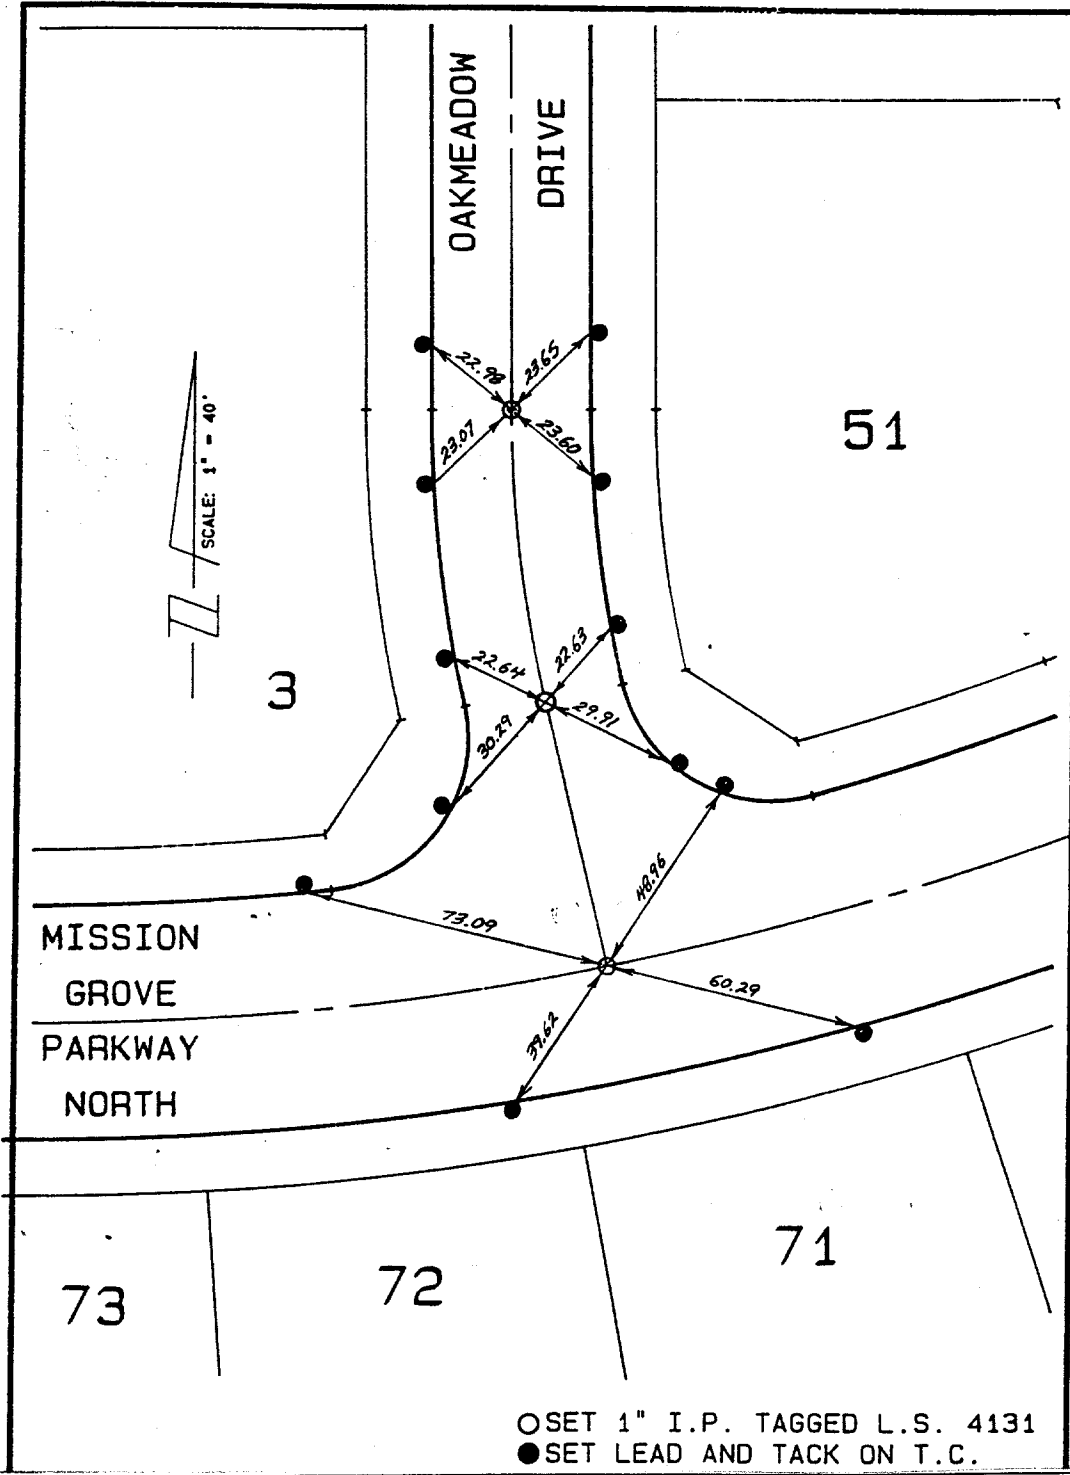 OAKMEADOW
DRIVE
22.98
23.65
23.07
23.60
51
SCALE: 1" = 40'
N
3
22.64
22.63
30.29
29.91
48.96
73.09
60.29
39.62
MISSION
GROVE
PARKWAY
NORTH
73
72
71
SET 1" I.P. TAGGED L.S. 4131
SET LEAD AND TACK ON T.C.